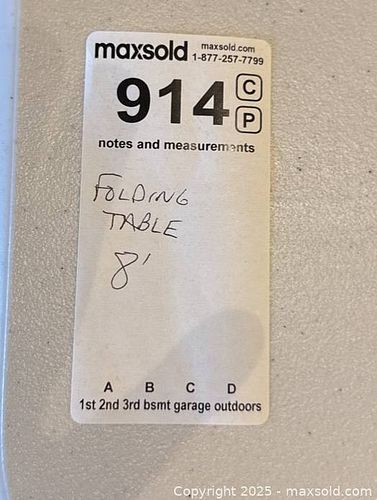 maxsold maxsold.com
1-877-257-7799
914 C
P
notes and measurements
FOLDING
TABLE
8'
A B C D
1st 2nd 3rd bsmt garage outdoors
Copyright 2025 - maxsold.com